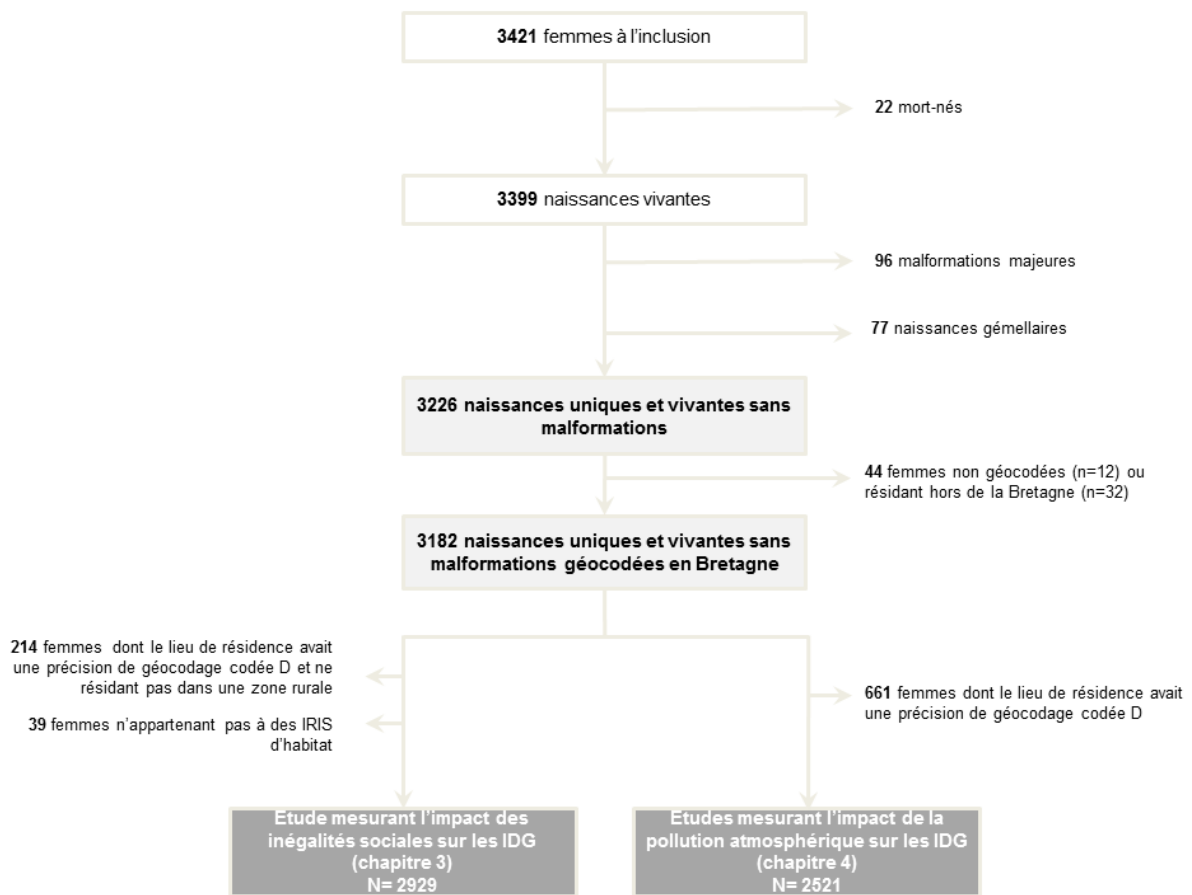 3421 femmes à l'inclusion
22 mort-nés
3399 naissances vivantes
96 malformations majeures
77 naissances gémellaires
3226 naissances uniques et vivantes sans
malformations
44 femmes non géocodées (n=12) ou
résidant hors de la Bretagne (n=32)
3182 naissances uniques et vivantes sans
malformations géocodées en Bretagne
214 femmes dont le lieu de résidence avait
une précision de géocodage codée D et ne
résidant pas dans une zone rurale
39 femmes n'appartenant pas à des IRIS
d'habitat
661 femmes dont le lieu de résidence avait
une précision de géocodage codée D
Etude mesurant l'impact des
inégalités sociales sur les IDG
(chapitre 3)
N= 2929
Etudes mesurant l'impact de la
pollution atmosphérique sur les IDG
(chapitre 4)
N= 2521